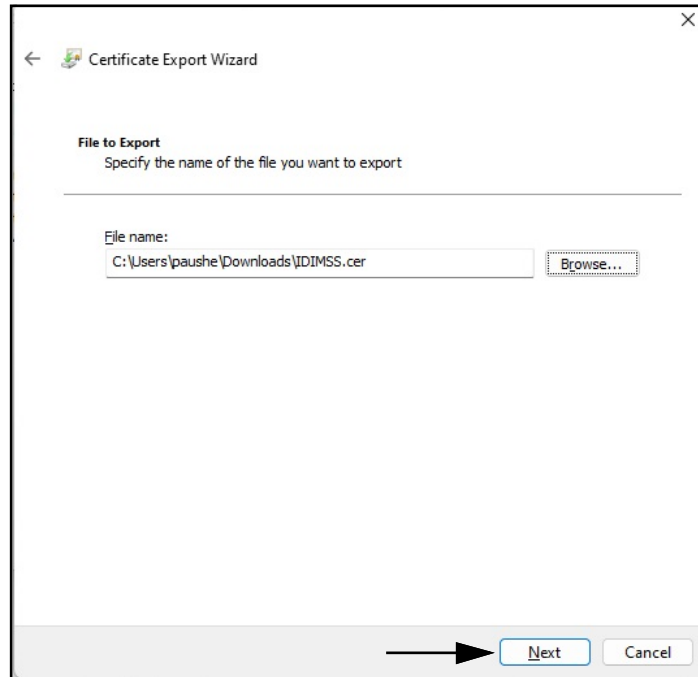 Certificate Export Wizard
File to Export
Specify the name of the file you want to export
File name:
C:\Users\paushe\Downloads\IDIMSS.cer
Browse...
Next
Cancel